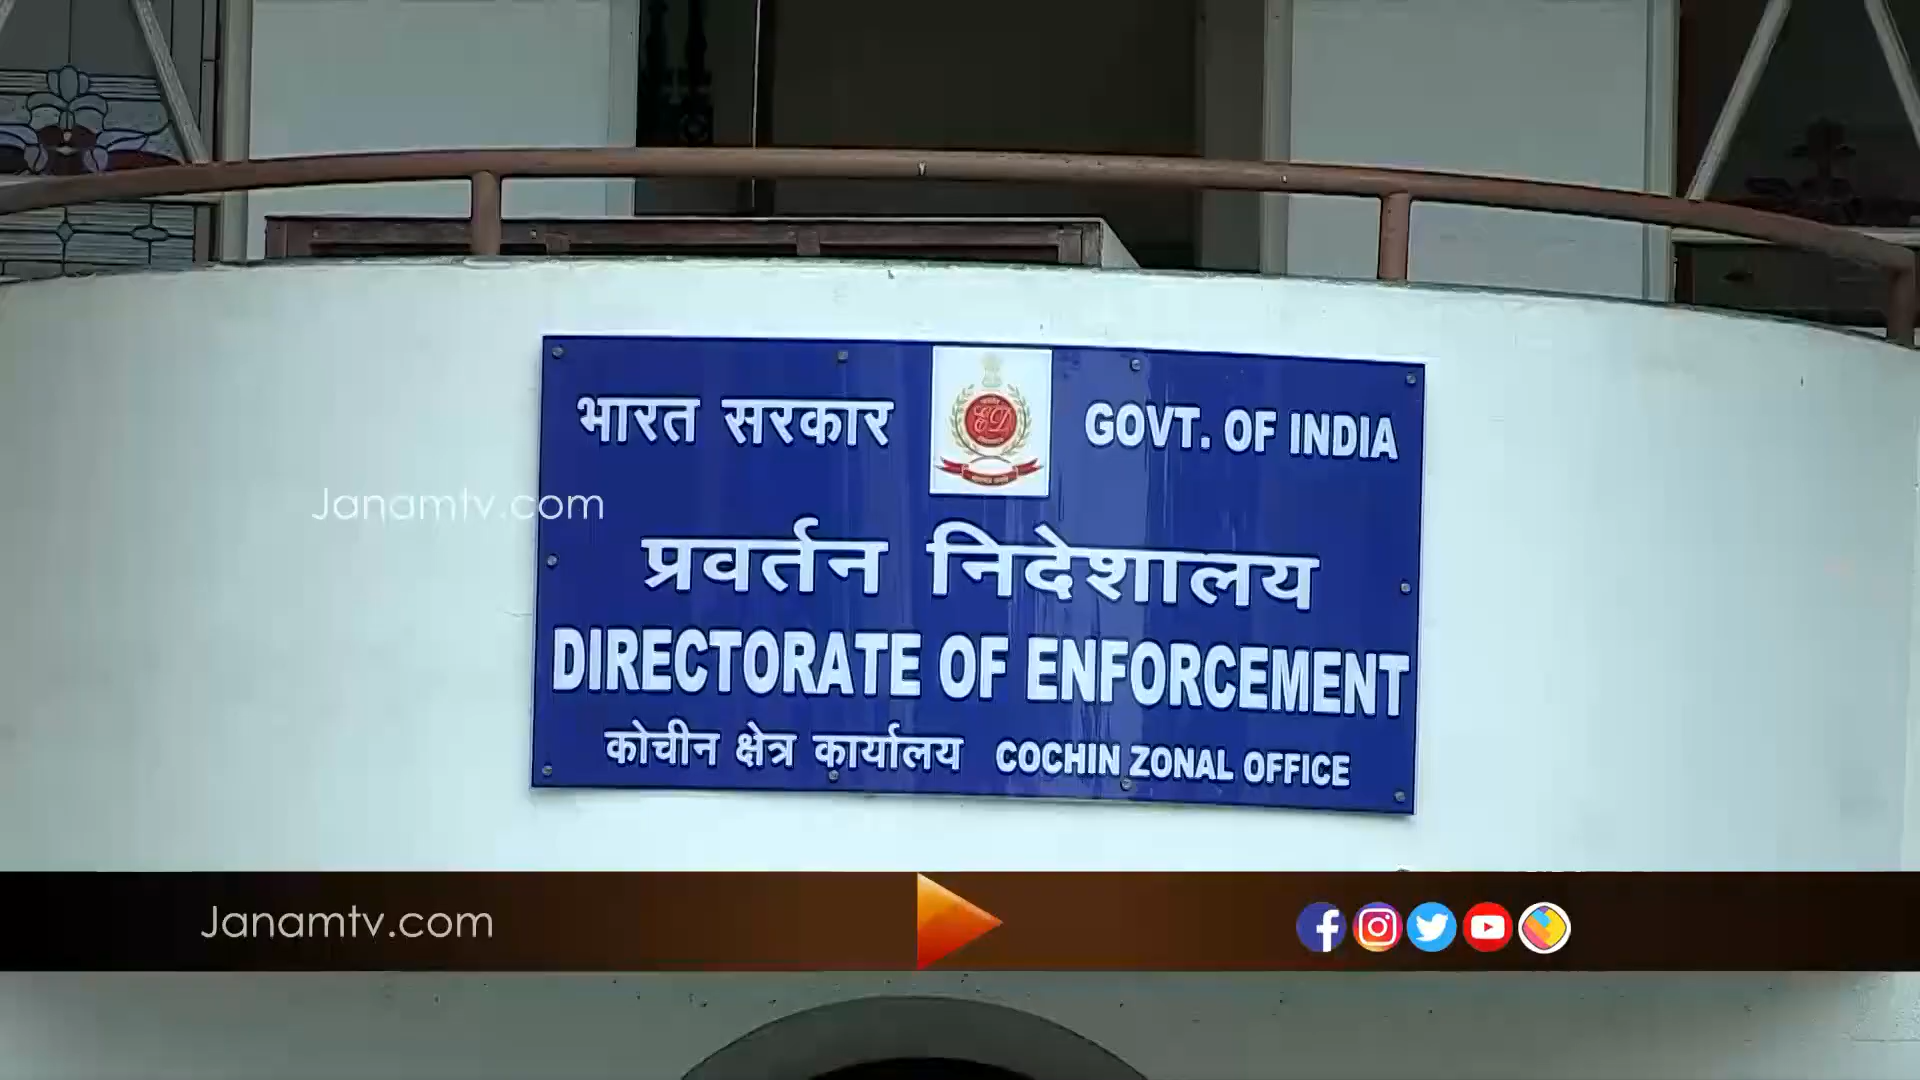 भारत सरकार
GOVT. OF INDIA
ED
Janamtv.com
प्रवर्तन निदेशालय
DIRECTORATE OF ENFORCEMENT
कोचीन क्षेत्र कार्यालय COCHIN ZONAL OFFICE
Janamtv.com